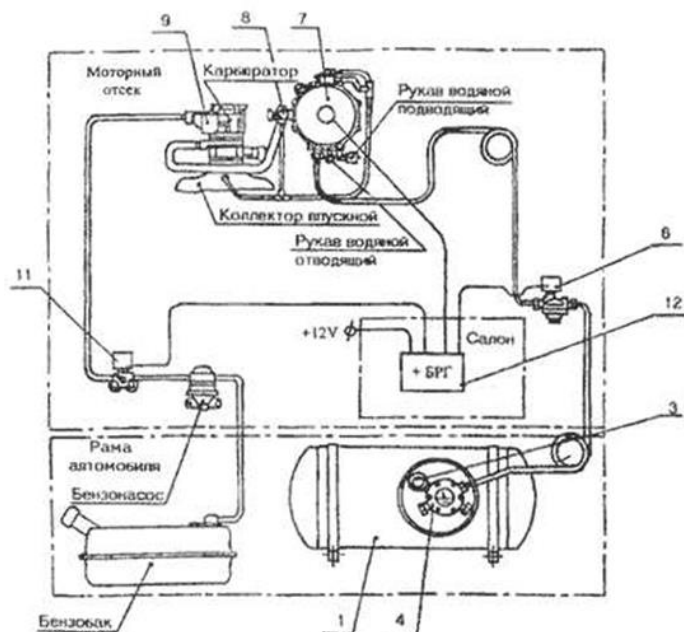 9
8
7
Моторный
отсек
Карбюратор
Рукав водяной
подводящий
Коллектор впускной
Рукав водяной
отводящий
6
11
12
+12V
Салон
+ БРГ
3
Рама
автомобиля
Бензонасос
Бензобак
1
4